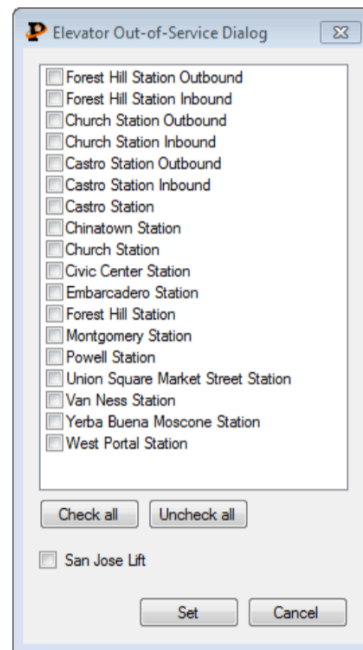 Elevator Out-of-Service Dialog
Forest Hill Station Outbound
Forest Hill Station Inbound
Church Station Outbound
Church Station Inbound
Castro Station Outbound
Castro Station Inbound
Castro Station
Chinatown Station
Church Station
Civic Center Station
Embarcadero Station
Forest Hill Station
Montgomery Station
Powell Station
Union Square Market Street Station
Van Ness Station
Yerba Buena Moscone Station
West Portal Station
Check all Uncheck all
San Jose Lift
Set Cancel